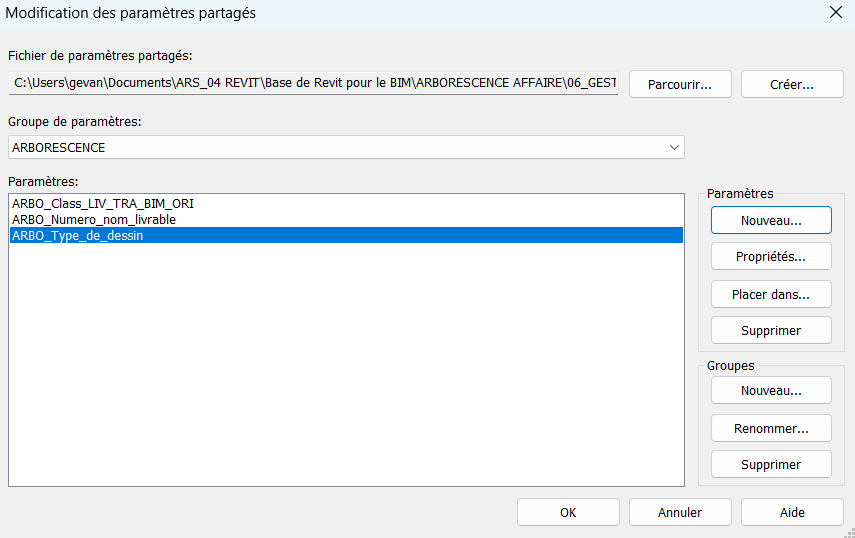 Modification des paramètres partagés
Fichier de paramètres partagés:
C:\Users\gevan\Documents\ARS_04 REVIT\Base de Revit pour le BIM\ARBORESCENCE AFFAIRE\06_GEST
Parcourir...
Créer...
Groupe de paramètres:
ARBORESCENCE
Paramètres:
ARBO_Class_LIV_TRA_BIM_ORI
ARBO_Numero_nom_livrable
ARBO_Type_de_dessin
Paramètres
Nouveau...
Propriétés...
Placer dans...
Supprimer
Groupes
Nouveau...
Renommer...
Supprimer
OK
Annuler
Aide